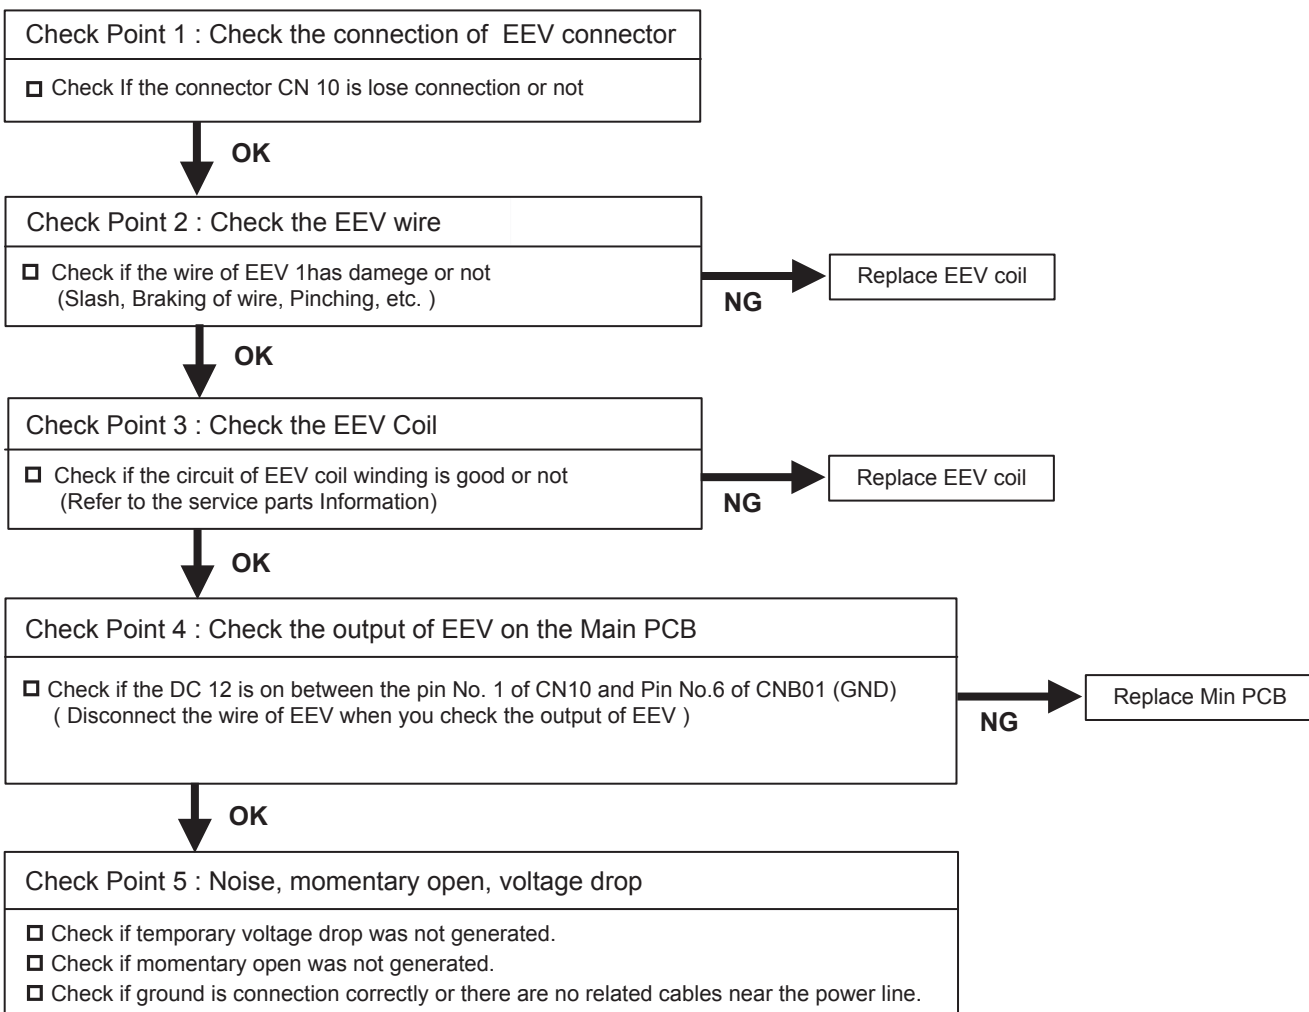 Check Point 1 : Check the connection of EEV connector
Check If the connector CN 10 is lose connection or not
OK
Check Point 2 : Check the EEV wire
Check if the wire of EEV 1has damege or not
(Slash, Braking of wire, Pinching, etc. )
NG
Replace EEV coil
OK
Check Point 3 : Check the EEV Coil
Check if the circuit of EEV coil winding is good or not
(Refer to the service parts Information)
NG
Replace EEV coil
OK
Check Point 4 : Check the output of EEV on the Main PCB
Check if the DC 12 is on between the pin No. 1 of CN10 and Pin No.6 of CNB01 (GND)
( Disconnect the wire of EEV when you check the output of EEV )
NG
Replace Min PCB
OK
Check Point 5 : Noise, momentary open, voltage drop
Check if temporary voltage drop was not generated.
Check if momentary open was not generated.
Check if ground is connection correctly or there are no related cables near the power line.